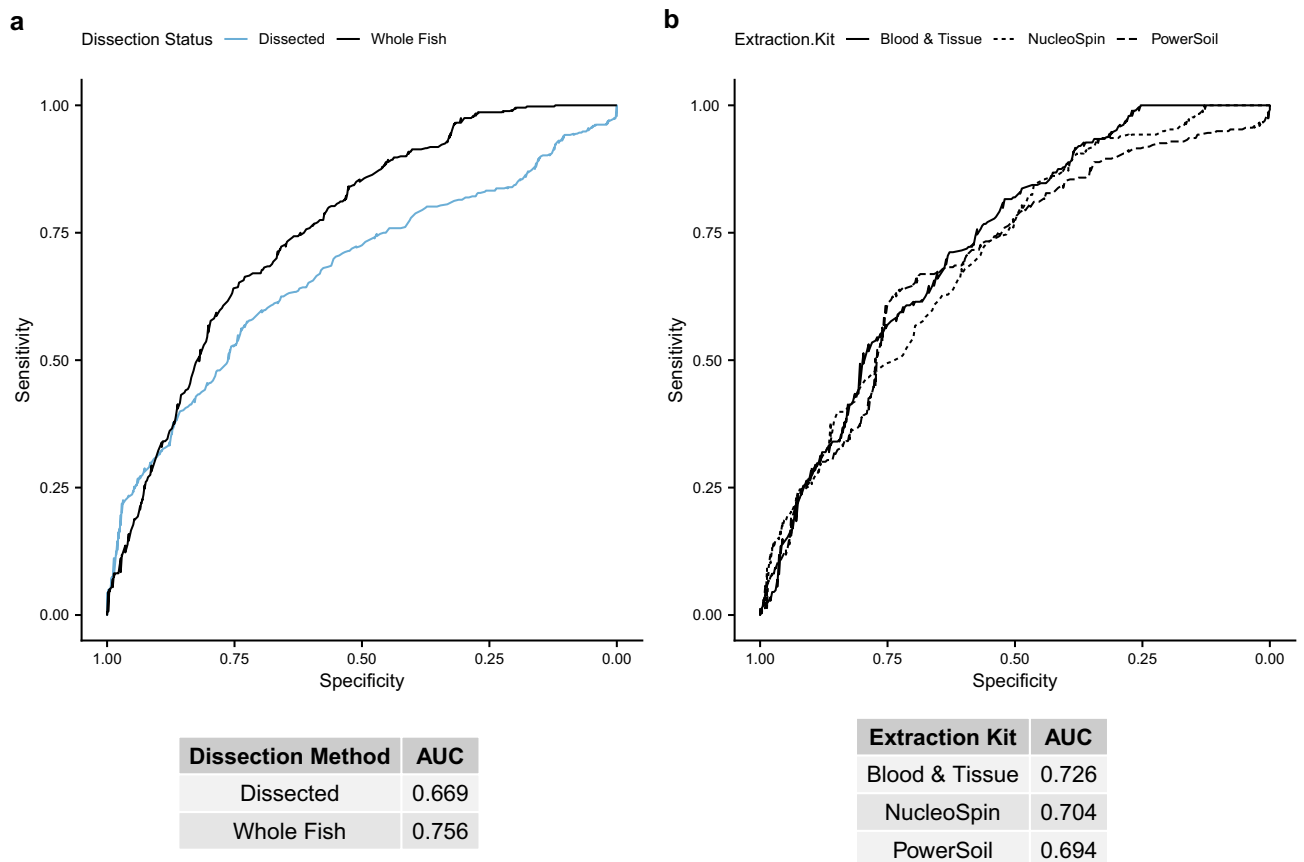 a
Dissection Status Dissected Whole Fish
1.00
0.75
0.50
0.25
0.00
Sensitivity
1.00 0.75 0.50 0.25 0.00
Specificity
Dissection Method AUC
Dissected 0.669
Whole Fish 0.756
b
Extraction.Kit Blood & Tissue NucleoSpin PowerSoil
1.00
0.75
0.50
0.25
0.00
Sensitivity
1.00 0.75 0.50 0.25 0.00
Specificity
Extraction Kit AUC
Blood & Tissue 0.726
NucleoSpin 0.704
PowerSoil 0.694